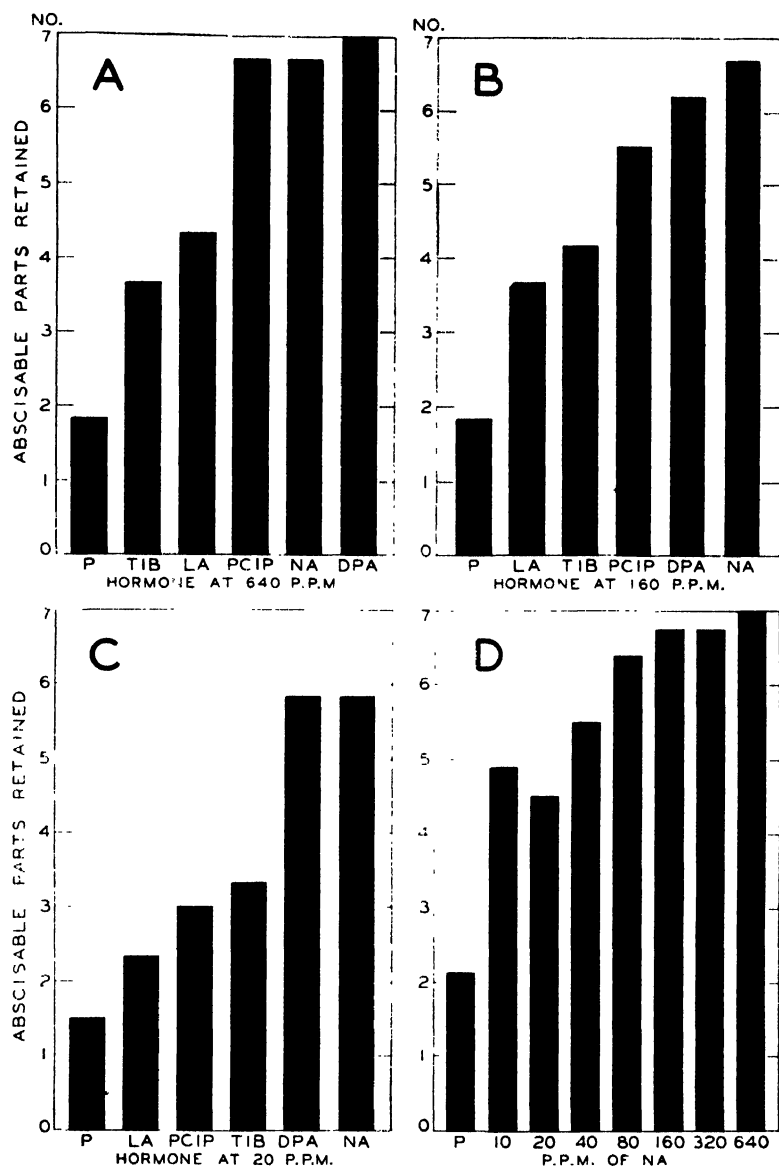 NO.
7
6
5
4
3
2
1
0
ABSCISABLE PARTS RETAINED
A
P TIB LA PCIP NA DPA
HORMONE AT 640 P.P.M
7
6
5
4
3
2
1
0
B
P LA TIB PCIP DPA NA
HORMONE AT 160 P.P.M.
7
6
5
4
3
2
1
0
ABSCISABLE PARTS RETAINED
C
P LA PCIP TIB DPA NA
HORMONE AT 20 P.P.M.
NO.
7
6
5
4
3
2
1
0
D
P 10 20 40 80 160 320 640
P.P.M. OF NA